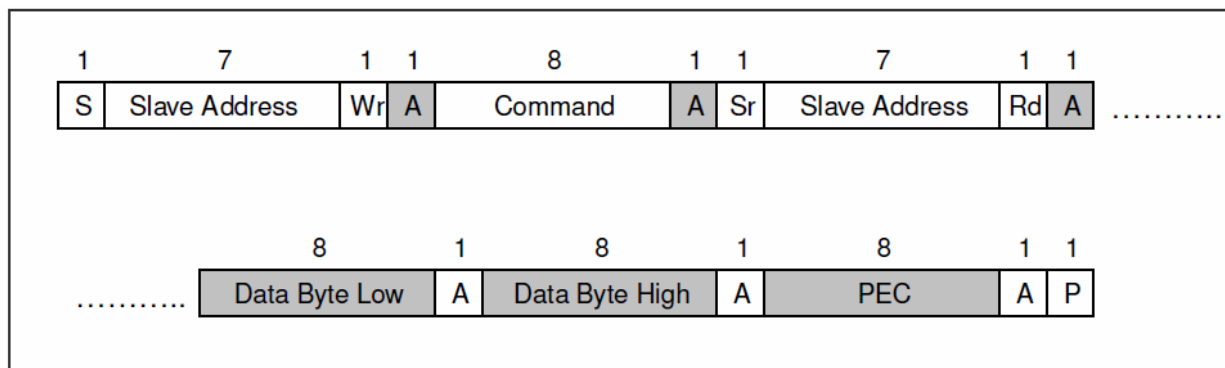 1 7 1 1 8 1 1 7 1 1
S Slave Address Wr A Command A Sr Slave Address Rd A ...........
8 1 8 1 8 1 1
........... Data Byte Low A Data Byte High A PEC A P